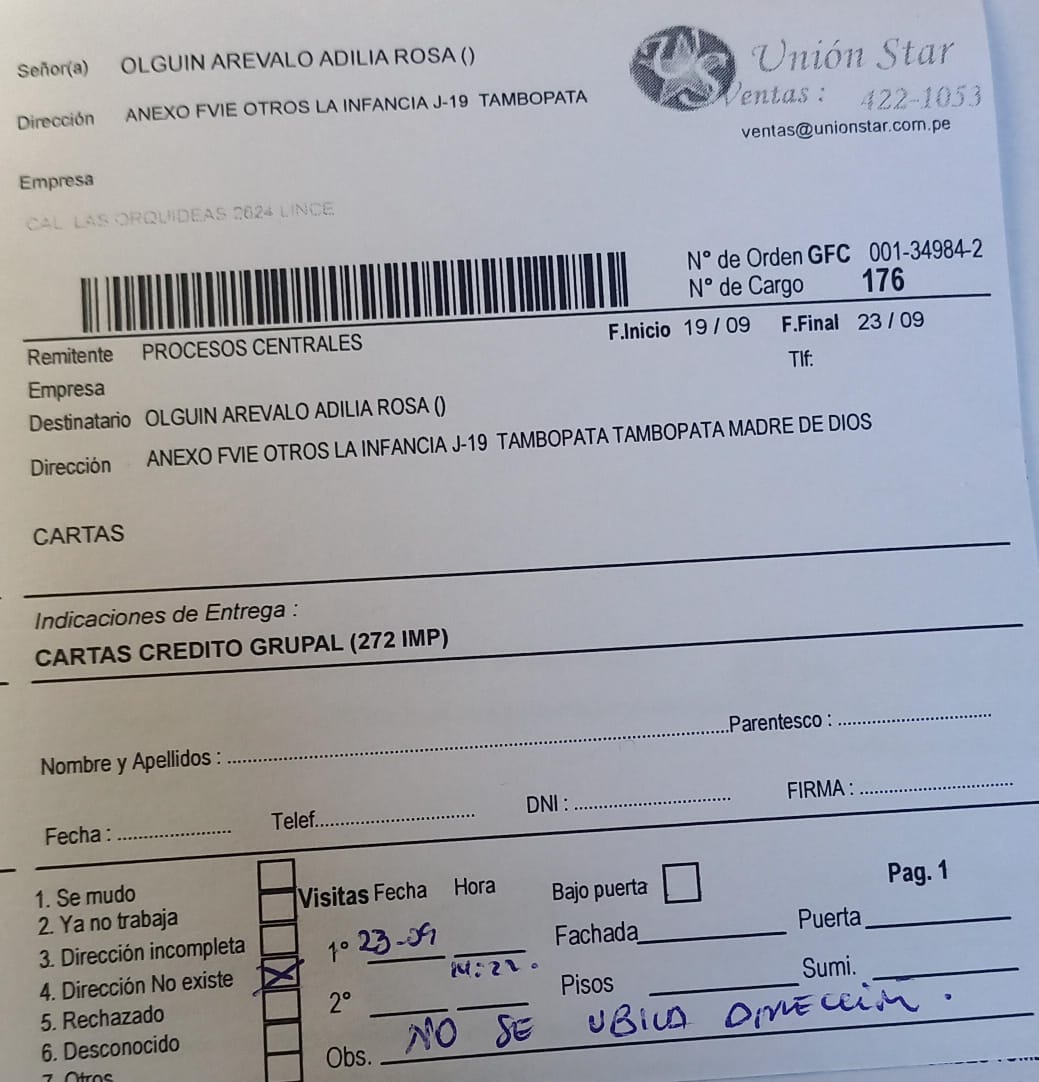 Señor(a) OLGUIN AREVALO ADILIA ROSA ()
Unión Star
Dirección ANEXO FVIE OTROS LA INFANCIA J-19 TAMBOPATA
Ventas : 422-1053
ventas@unionstar.com.pe
Empresa
CAL LAS ORQUIDEAS 2624 LINCE
N° de Orden GFC 001-34984-2
N° de Cargo 176
F.Inicio 19 / 09 F.Final 23 / 09
Remitente PROCESOS CENTRALES
Tlf:
Empresa
Destinatario OLGUIN AREVALO ADILIA ROSA ()
Dirección ANEXO FVIE OTROS LA INFANCIA J-19 TAMBOPATA TAMBOPATA MADRE DE DIOS
CARTAS
Indicaciones de Entrega :
CARTAS CREDITO GRUPAL (272 IMP)
Nombre y Apellidos : Parentesco :
Fecha : Telef. DNI : FIRMA :
Pag. 1
1. Se mudo
2. Ya no trabaja
3. Dirección incompleta
4. Dirección No existe
5. Rechazado
6. Desconocido
7. Otros
Visitas Fecha Hora
1° 23-09 14:22.
2°
Bajo puerta
Fachada Puerta
Pisos Sumi.
Obs. NO SE UBICA DIRECCIÓN.